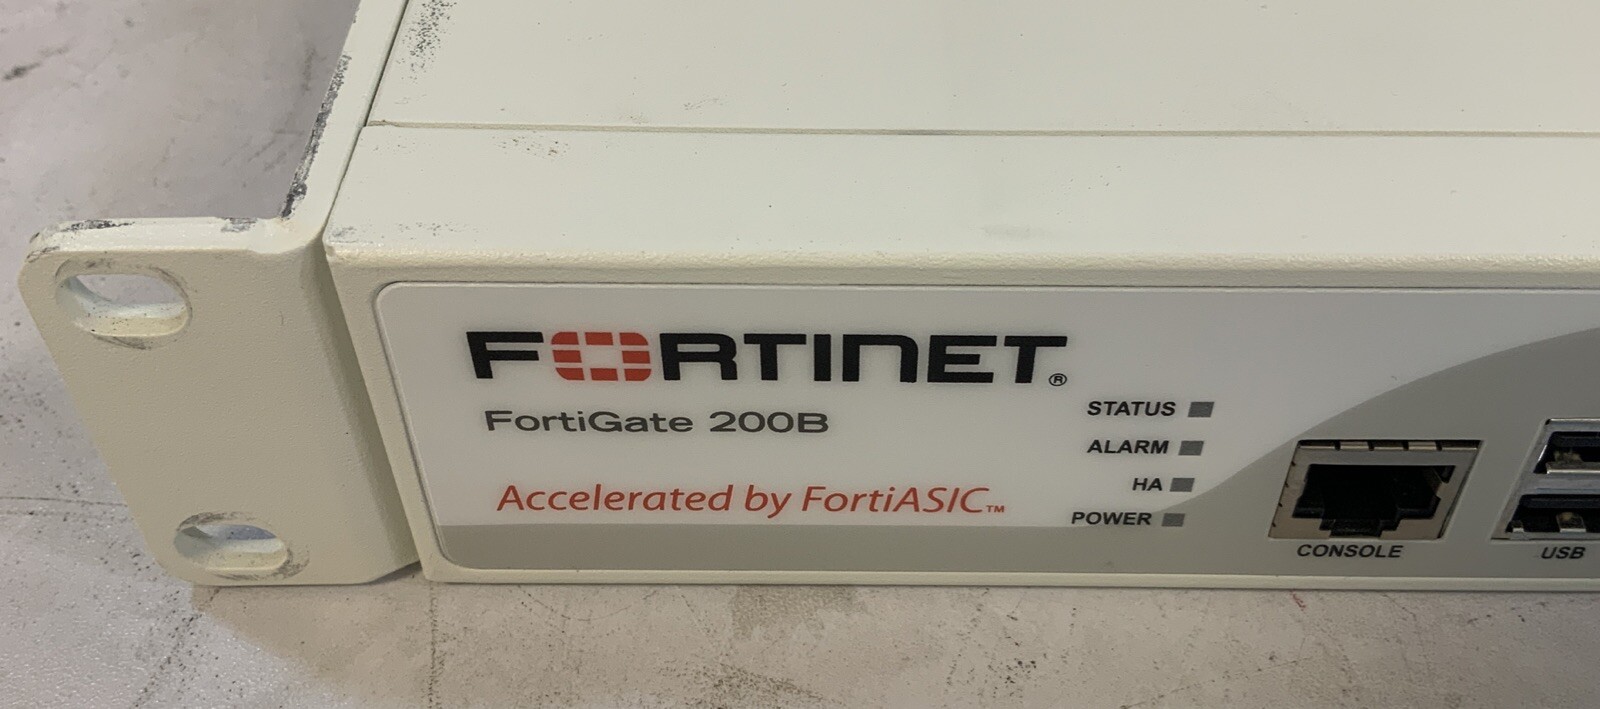 FORTINET®
FortiGate 200B
Accelerated by FortiASIC™
STATUS
ALARM
HA
POWER
CONSOLE
USB